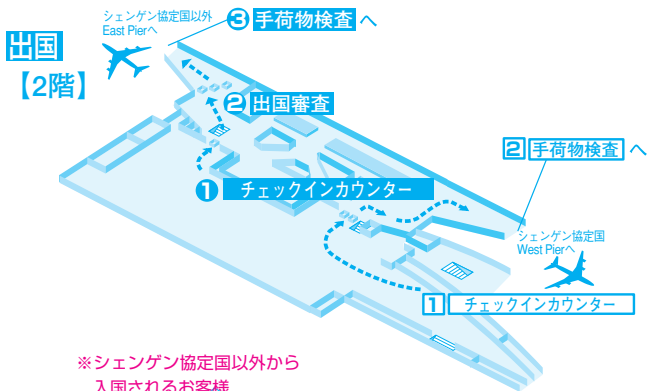 シェンゲン協定国以外
East Pierへ
❸ 手荷物検査 へ
出国
【2階】
❷ 出国審査
2 手荷物検査 へ
❶ チェックインカウンター
シェンゲン協定国
West Pierへ
1 チェックインカウンター
※シェンゲン協定国以外から
入国されるお客様